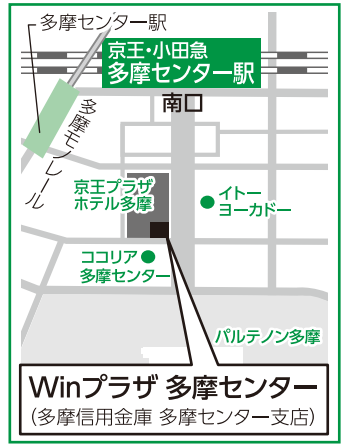 多摩センター駅
京王・小田急
多摩センター駅
南口
多摩モノレール
京王プラザ
ホテル多摩
イトー
ヨーカドー
ココリア
多摩センター
パルテノン多摩
Winプラザ 多摩センター
(多摩信用金庫 多摩センター支店)